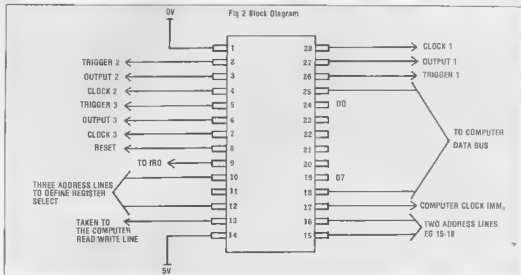 Fig 2 Block Diagram
0V
1
2
3
4
5
6
7
8
9
10
11
12
13
14
28
27
26
25
24
23
22
21
20
19
18
17
16
15
TRIGGER 2
OUTPUT 2
CLOCK 2
TRIGGER 3
OUTPUT 3
CLOCK 3
RESET
TO IRQ
THREE ADDRESS LINES
TO DEFINE REGISTER
SELECT
TAKEN TO
THE COMPUTER
READ WRITE LINE
5V
CLOCK 1
OUTPUT 1
TRIGGER 1
D0
TO COMPUTER
DATA BUS
D7
COMPUTER CLOCK
TWO ADDRESS LINES
EG 15-18